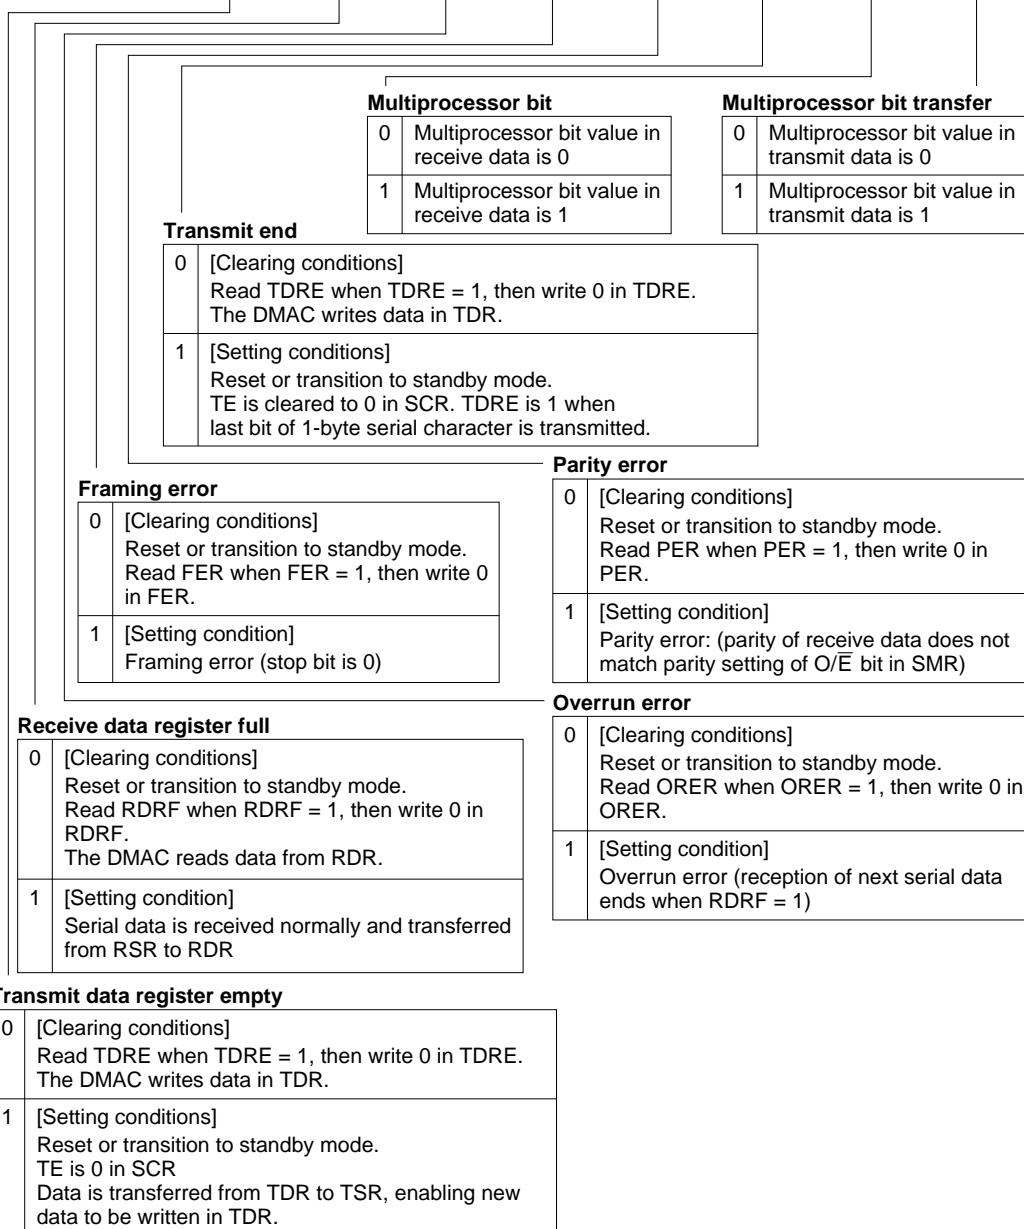 Multiprocessor bit
0 Multiprocessor bit value in
receive data is 0
1 Multiprocessor bit value in
receive data is 1
Multiprocessor bit transfer
0 Multiprocessor bit value in
transmit data is 0
1 Multiprocessor bit value in
transmit data is 1
Transmit end
0 [Clearing conditions]
Read TDRE when TDRE = 1, then write 0 in TDRE.
The DMAC writes data in TDR.
1 [Setting conditions]
Reset or transition to standby mode.
TE is cleared to 0 in SCR. TDRE is 1 when
last bit of 1-byte serial character is transmitted.
Parity error
0 [Clearing conditions]
Reset or transition to standby mode.
Read PER when PER = 1, then write 0 in
PER.
1 [Setting condition]
Parity error: (parity of receive data does not
match parity setting of O/E̅ bit in SMR)
Framing error
0 [Clearing conditions]
Reset or transition to standby mode.
Read FER when FER = 1, then write 0
in FER.
1 [Setting condition]
Framing error (stop bit is 0)
Overrun error
0 [Clearing conditions]
Reset or transition to standby mode.
Read ORER when ORER = 1, then write 0 in
ORER.
1 [Setting condition]
Overrun error (reception of next serial data
ends when RDRF = 1)
Receive data register full
0 [Clearing conditions]
Reset or transition to standby mode.
Read RDRF when RDRF = 1, then write 0 in
RDRF.
The DMAC reads data from RDR.
1 [Setting condition]
Serial data is received normally and transferred
from RSR to RDR
Transmit data register empty
0 [Clearing conditions]
Read TDRE when TDRE = 1, then write 0 in TDRE.
The DMAC writes data in TDR.
1 [Setting conditions]
Reset or transition to standby mode.
TE is 0 in SCR
Data is transferred from TDR to TSR, enabling new
data to be written in TDR.